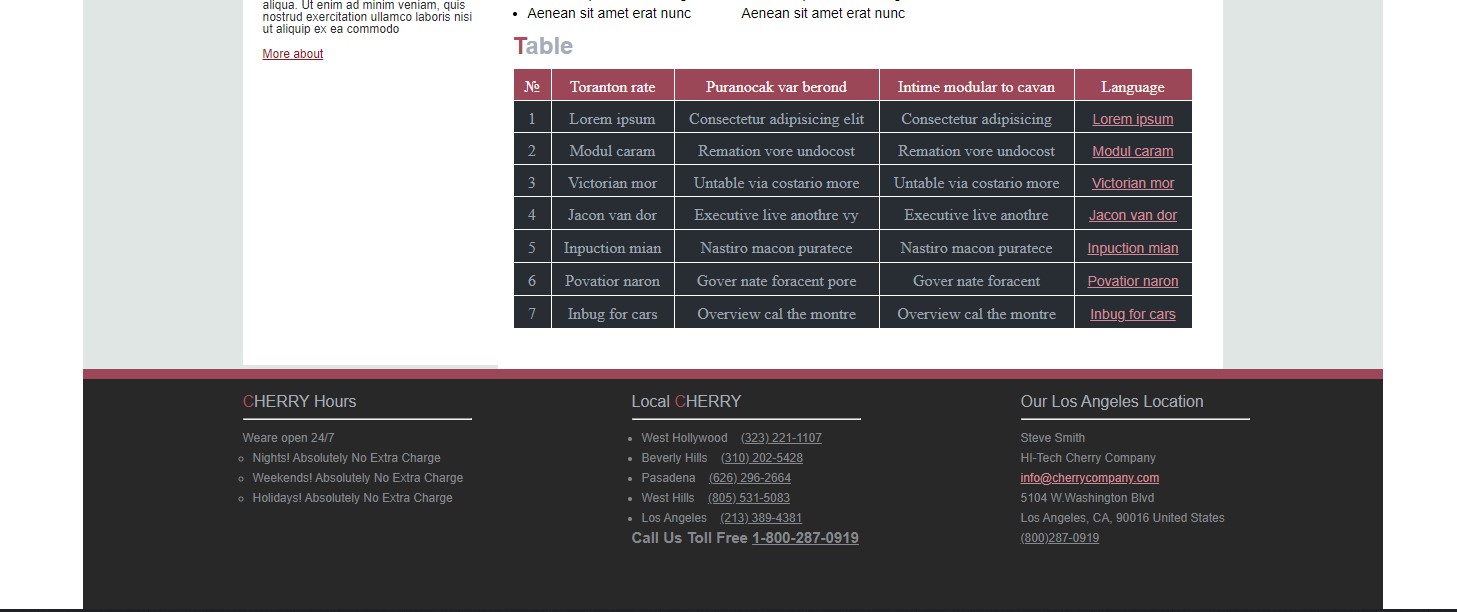 aliqua. Ut enim ad minim veniam, quis
nostrud exercitation ullamco laboris nisi
ut aliquip ex ea commodo
More about
Aenean sit amet erat nunc Aenean sit amet erat nunc
Table
№ Toranton rate Puranocak var berond Intime modular to cavan Language
1 Lorem ipsum Consectetur adipisicing elit Consectetur adipisicing Lorem ipsum
2 Modul caram Remation vore undocost Remation vore undocost Modul caram
3 Victorian mor Untable via costario more Untable via costario more Victorian mor
4 Jacon van dor Executive live anothre vy Executive live anothre Jacon van dor
5 Inpuction mian Nastiro macon puratece Nastiro macon puratece Inpuction mian
6 Povatior naron Gover nate foracent pore Gover nate foracent Povatior naron
7 Inbug for cars Overview cal the montre Overview cal the montre Inbug for cars
CHERRY Hours
Weare open 24/7
Nights! Absolutely No Extra Charge
Weekends! Absolutely No Extra Charge
Holidays! Absolutely No Extra Charge
Local CHERRY
West Hollywood (323) 221-1107
Beverly Hills (310) 202-5428
Pasadena (626) 296-2664
West Hills (805) 531-5083
Los Angeles (213) 389-4381
Call Us Toll Free 1-800-287-0919
Our Los Angeles Location
Steve Smith
HI-Tech Cherry Company
info@cherrycompany.com
5104 W.Washington Blvd
Los Angeles, CA, 90016 United States
(800)287-0919